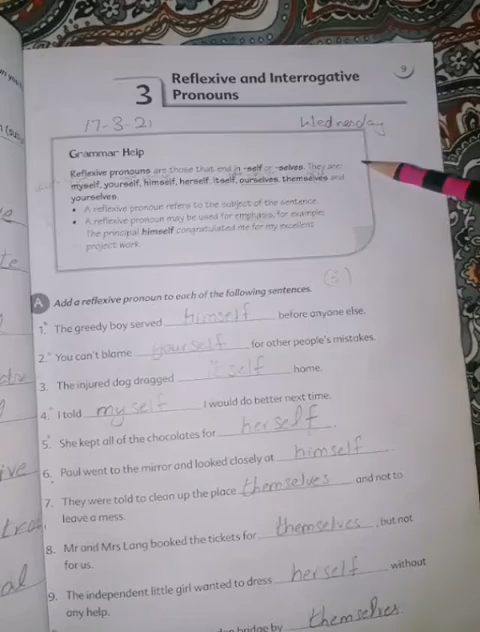 9
3 Reflexive and Interrogative
Pronouns
17-3-21 Wednesday
Grammar Help
Reflexive pronouns are those that end in -self or -selves. They are
myself, yourself, himself, herself, itself, ourselves, themselves and
yourselves.
• A reflexive pronoun refers to the subject of the sentence.
• A reflexive pronoun may be used for emphasis, for example:
The principal himself congratulated me for my excellent
project work.
(5)
A Add a reflexive pronoun to each of the following sentences.
1. The greedy boy served himself before anyone else.
2. You can't blame yourself for other people's mistakes.
3. The injured dog dragged itself home.
4. I told myself I would do better next time.
5. She kept all of the chocolates for herself.
6. Paul went to the mirror and looked closely at himself.
7. They were told to clean up the place themselves and not to
leave a mess.
8. Mr and Mrs Lang booked the tickets for themselves, but not
for us.
9. The independent little girl wanted to dress herself without
any help.
bridge by themselves